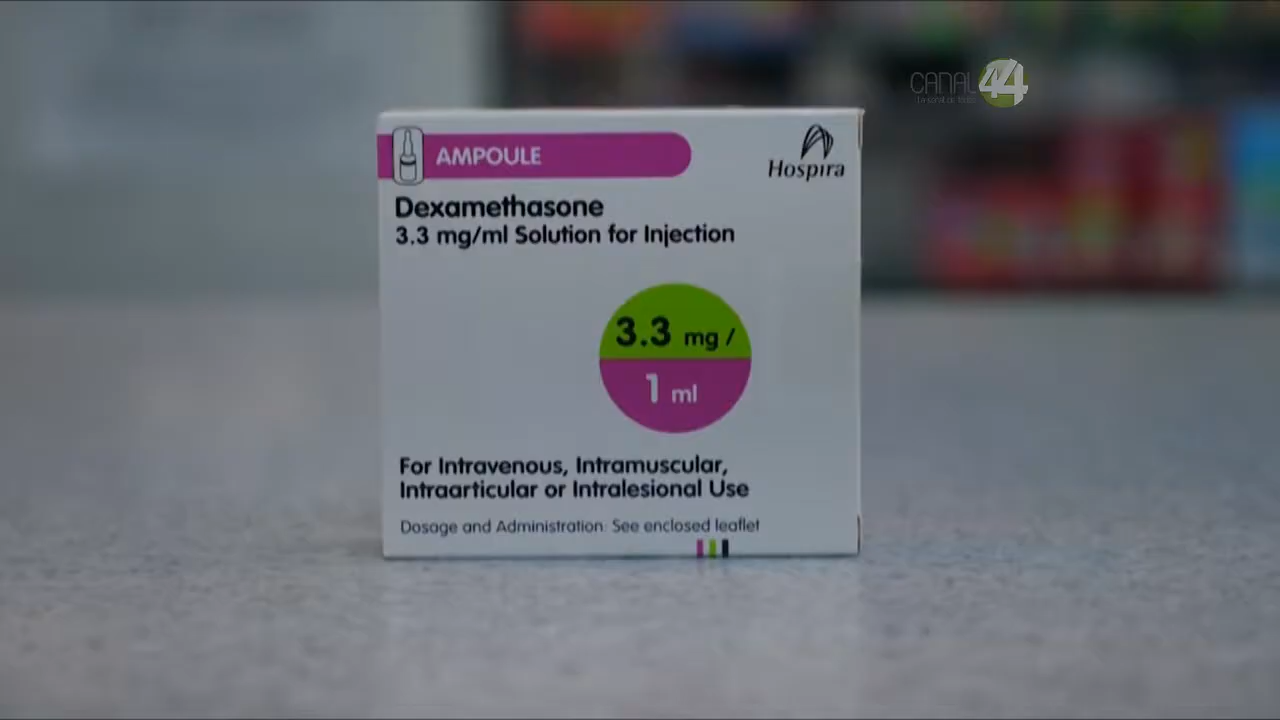 CANAL 44
AMPOULE
Hospira
Dexamethasone
3.3 mg/ml Solution for Injection
3.3 mg /
1 ml
For Intravenous, Intramuscular,
Intraarticular or Intralesional Use
Dosage and Administration: See enclosed leaflet